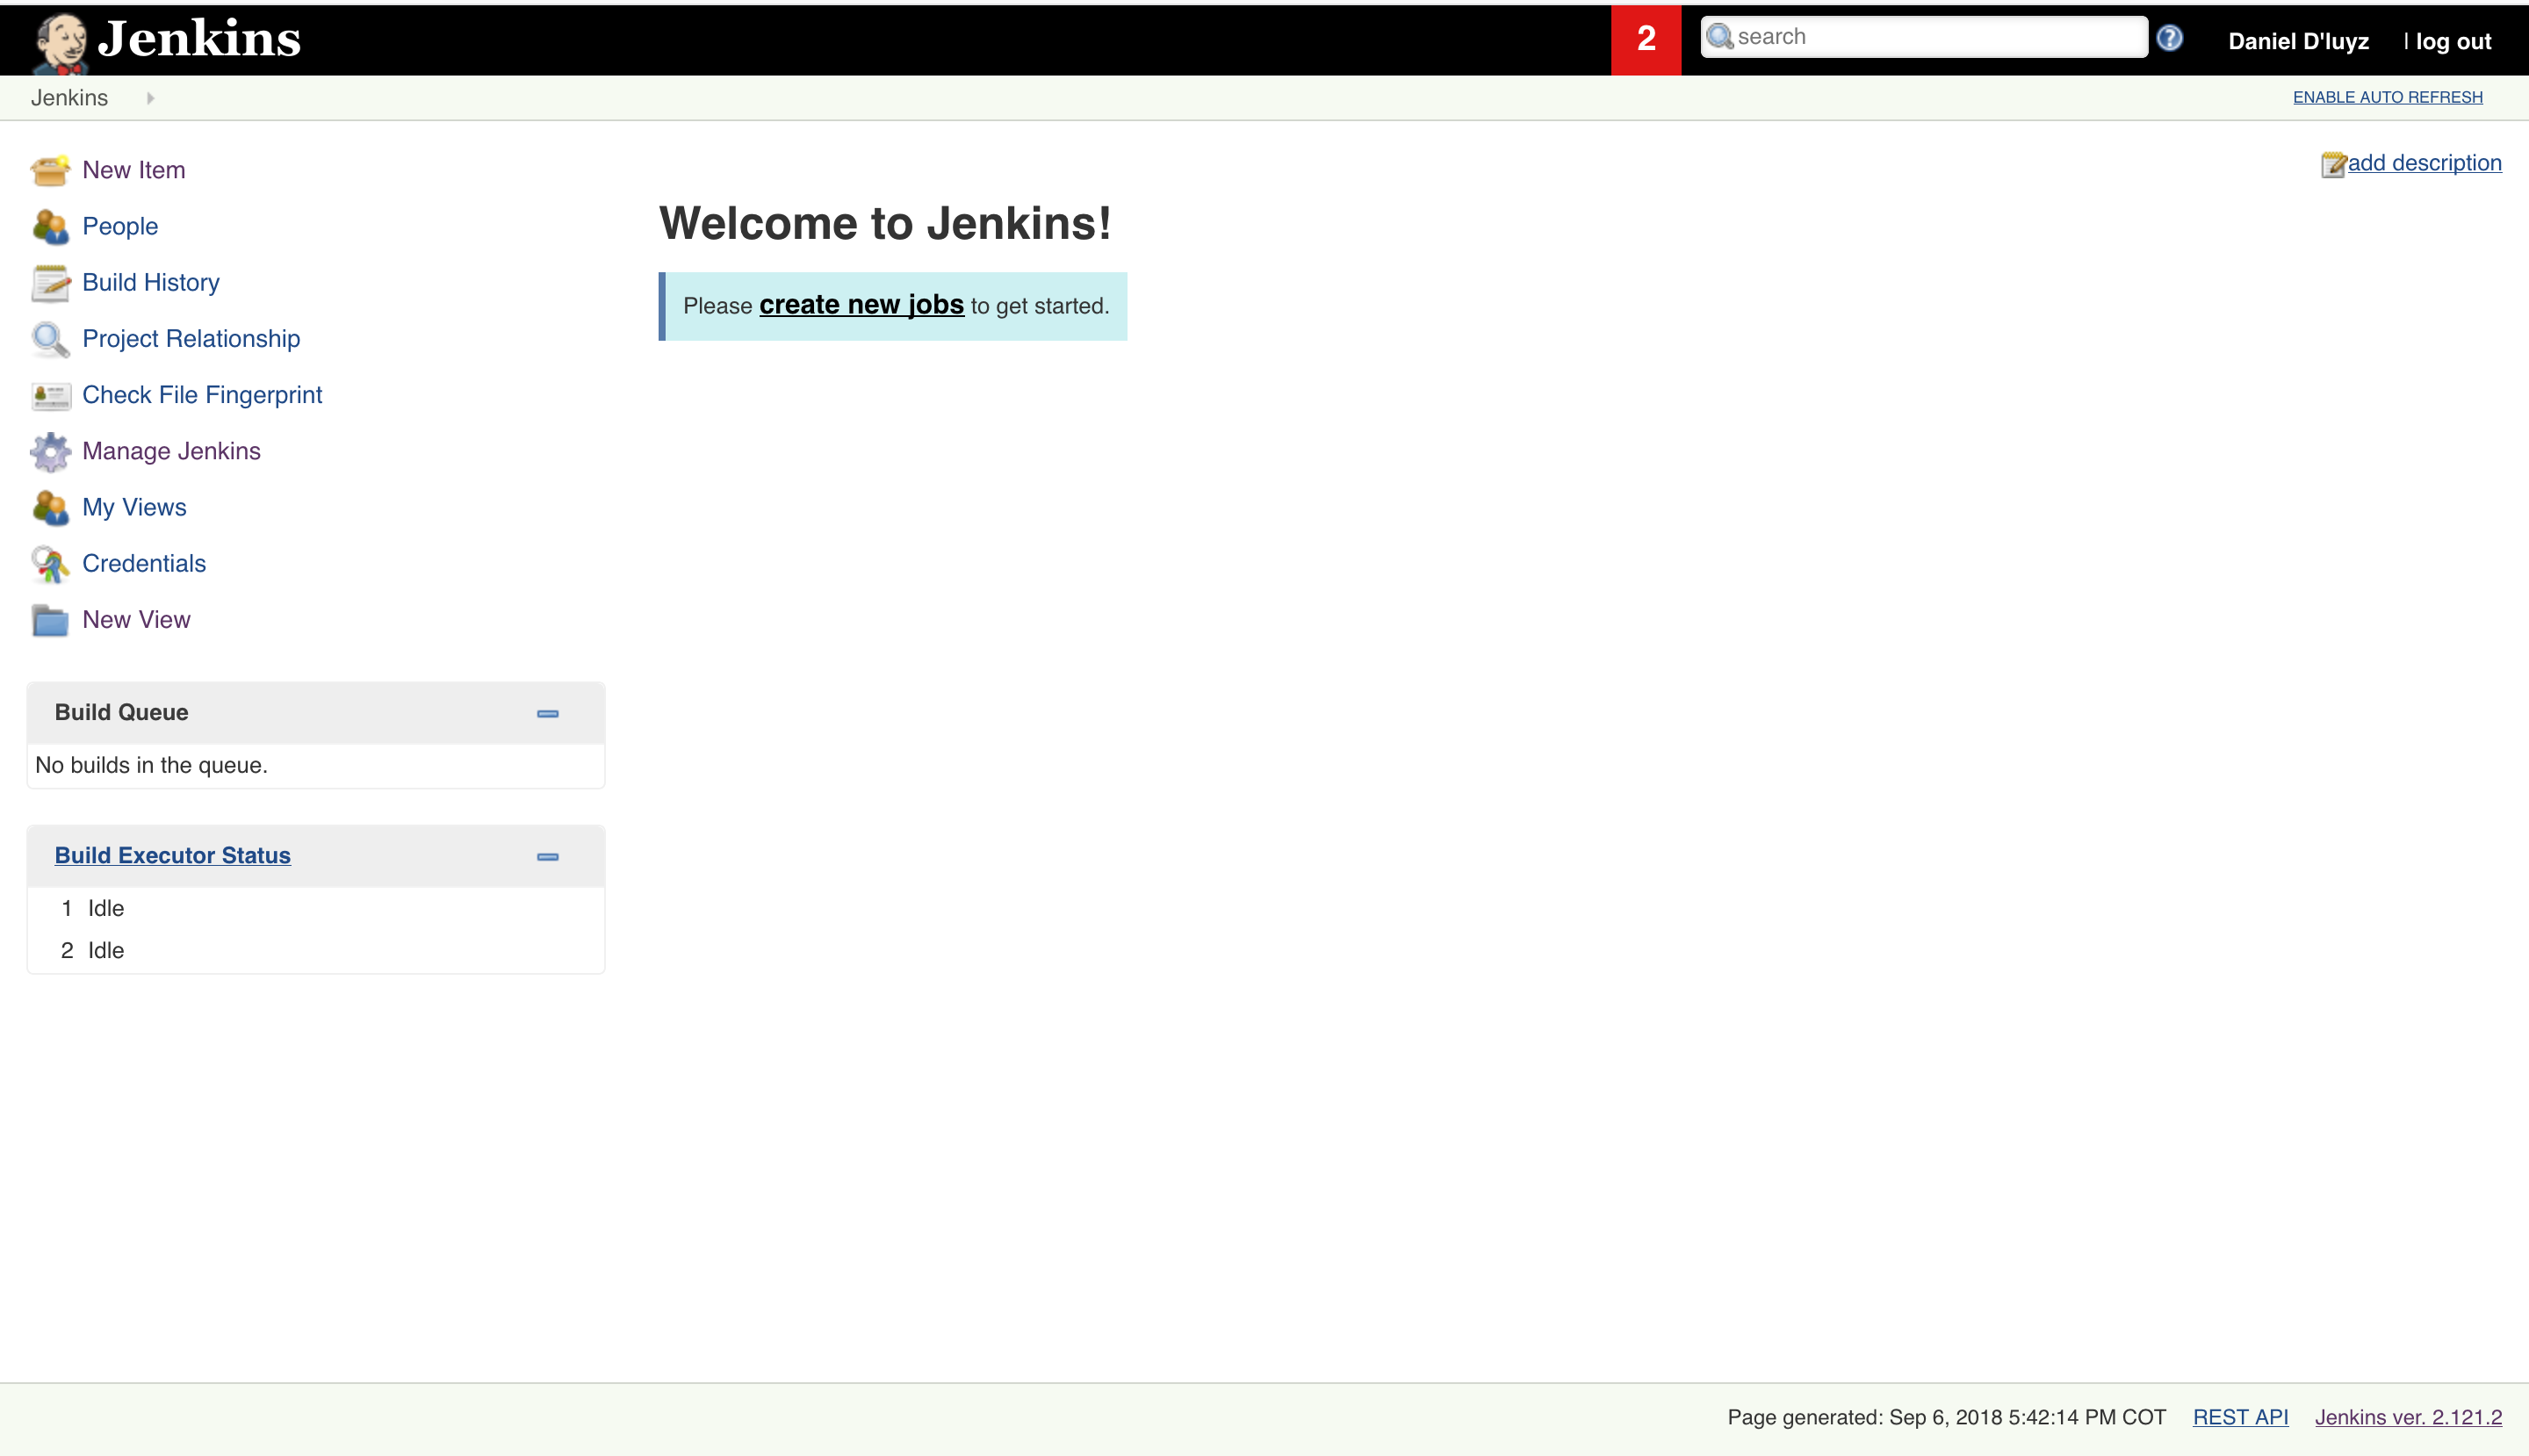 Jenkins
2
search
Daniel D'luyz | log out
Jenkins
ENABLE AUTO REFRESH
New Item
People
Build History
Project Relationship
Check File Fingerprint
Manage Jenkins
My Views
Credentials
New View
Build Queue
No builds in the queue.
Build Executor Status
1 Idle
2 Idle
add description
Welcome to Jenkins!
Please create new jobs to get started.
Page generated: Sep 6, 2018 5:42:14 PM COT REST API Jenkins ver. 2.121.2